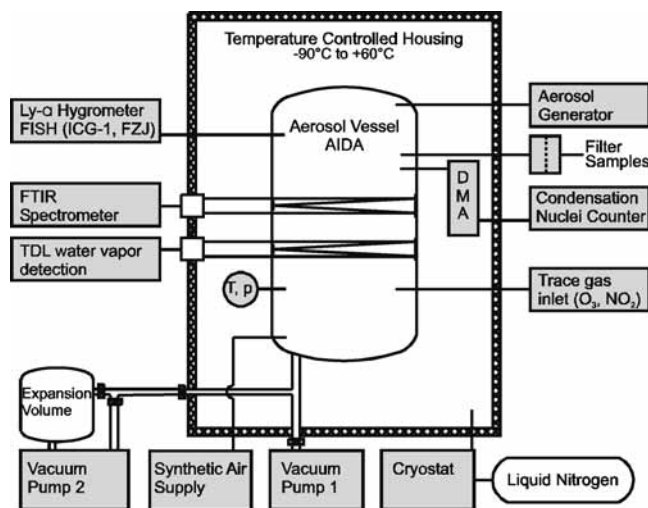 Temperature Controlled Housing
-90°C to +60°C
Ly-α Hygrometer
FISH (ICG-1, FZJ)
Aerosol Vessel
AIDA
Aerosol
Generator
Filter
Samples
FTIR
Spectrometer
D
M
A
Condensation
Nuclei Counter
TDL water vapor
detection
T, p
Trace gas
inlet (O₃, NO₂)
Expansion
Volume
Vacuum
Pump 2
Synthetic Air
Supply
Vacuum
Pump 1
Cryostat
Liquid Nitrogen